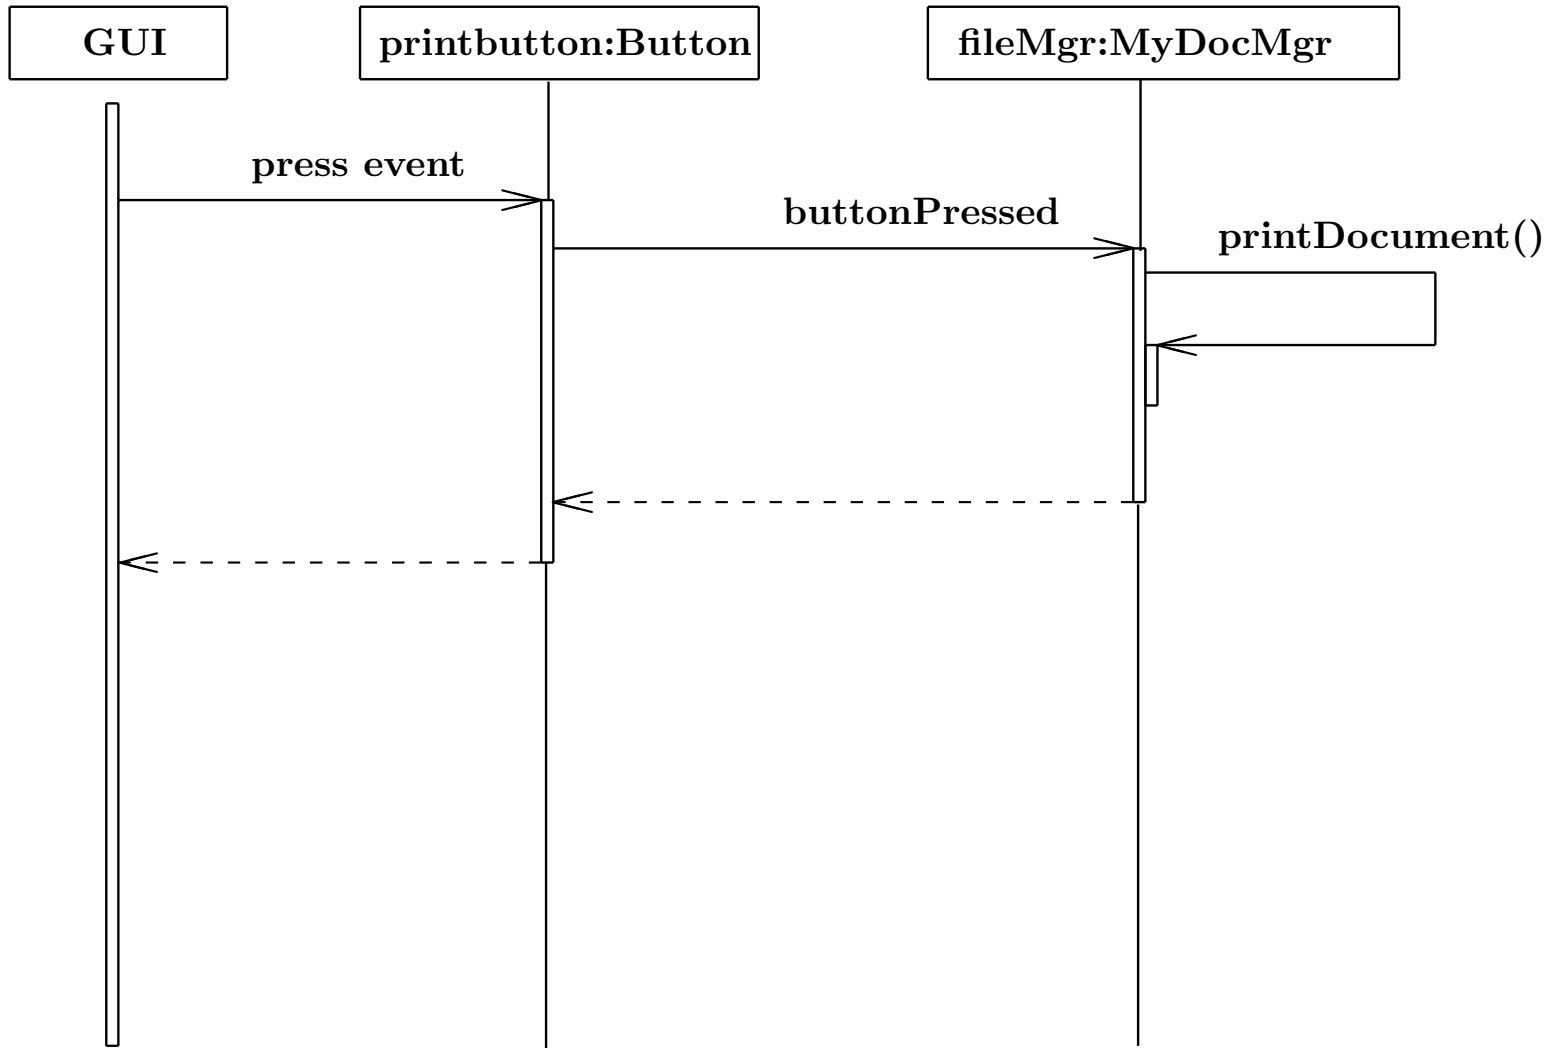 GUI
printbutton:Button
fileMgr:MyDocMgr
press event
buttonPressed
printDocument()